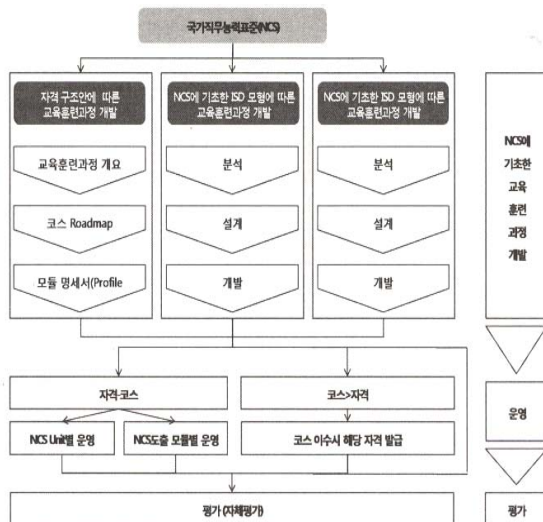 국가직무능력표준(NCS)
자격 구조안에 따른
교육훈련과정 개발
NCS에 기초한 ISD 모형에 따른
교육훈련과정 개발
NCS에 기초한 ISD 모형에 따른
교육훈련과정 개발
교육훈련과정 개요
분석
분석
코스 Roadmap
설계
설계
모듈 명세서(Profile
개발
개발
NCS에
기초한
교육
훈련
과정
개발
자격-코스
코스>자격
NCS Unit별 운영
NCS도출 모듈별 운영
코스 이수시 해당 자격 발급
운영
평가 (자체평가)
평가